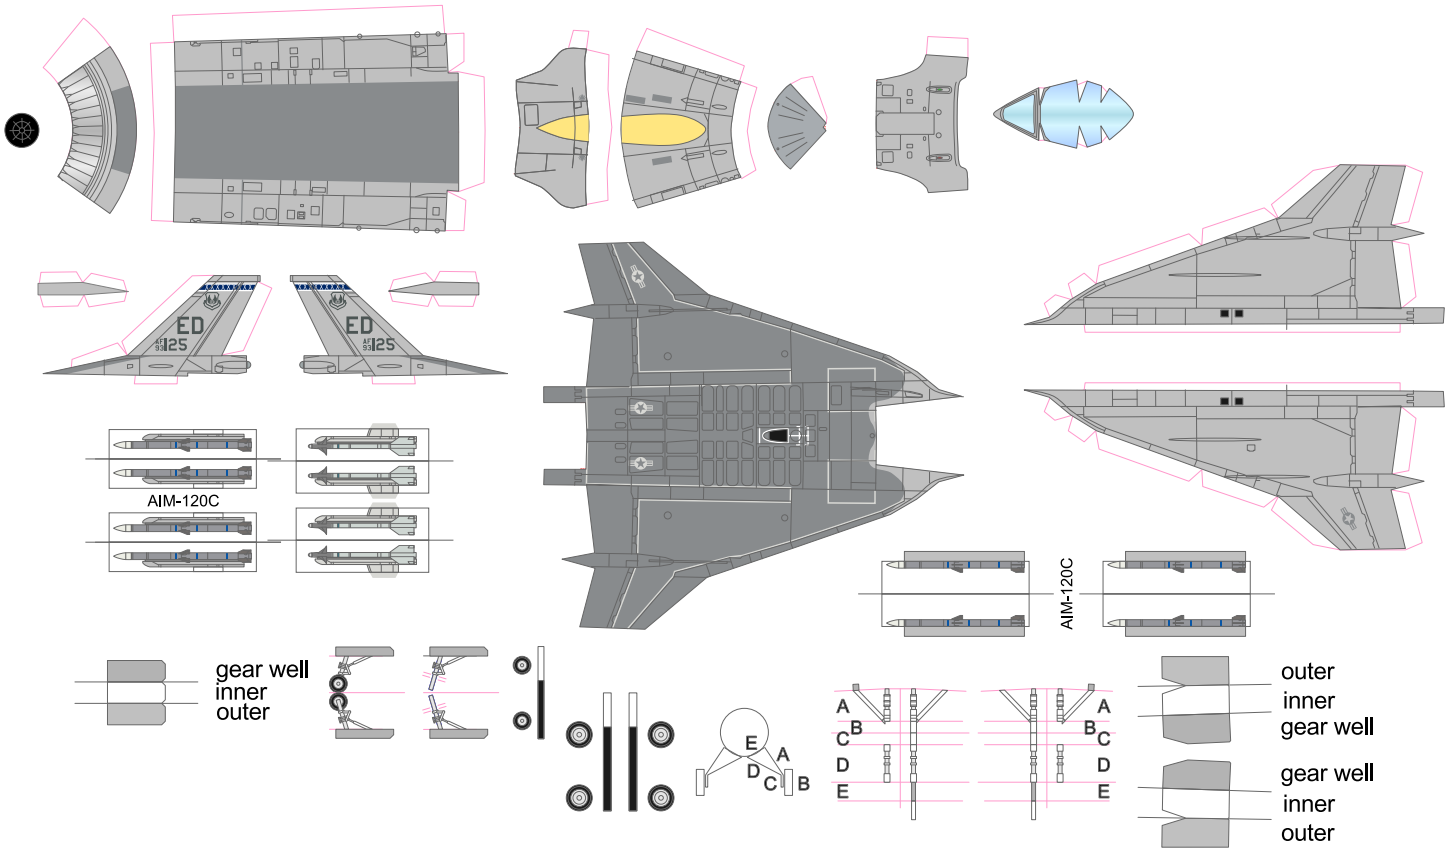 ED
AF
93 125
ED
AF
93 125
AIM-120C
AIM-120C
gear well
inner
outer
E
A
D
C
B
A
B
C
D
E
A
B
C
D
E
outer
inner
gear well
gear well
inner
outer